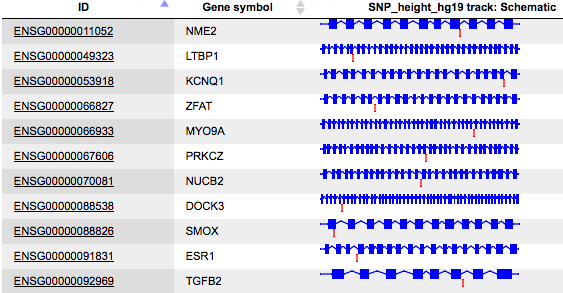 ID Gene symbol SNP_height_hg19 track: Schematic
ENSG00000011052 NME2
ENSG00000049323 LTBP1
ENSG00000053918 KCNQ1
ENSG00000066827 ZFAT
ENSG00000066933 MYO9A
ENSG00000067606 PRKCZ
ENSG00000070081 NUCB2
ENSG00000088538 DOCK3
ENSG00000088826 SMOX
ENSG00000091831 ESR1
ENSG00000092969 TGFB2